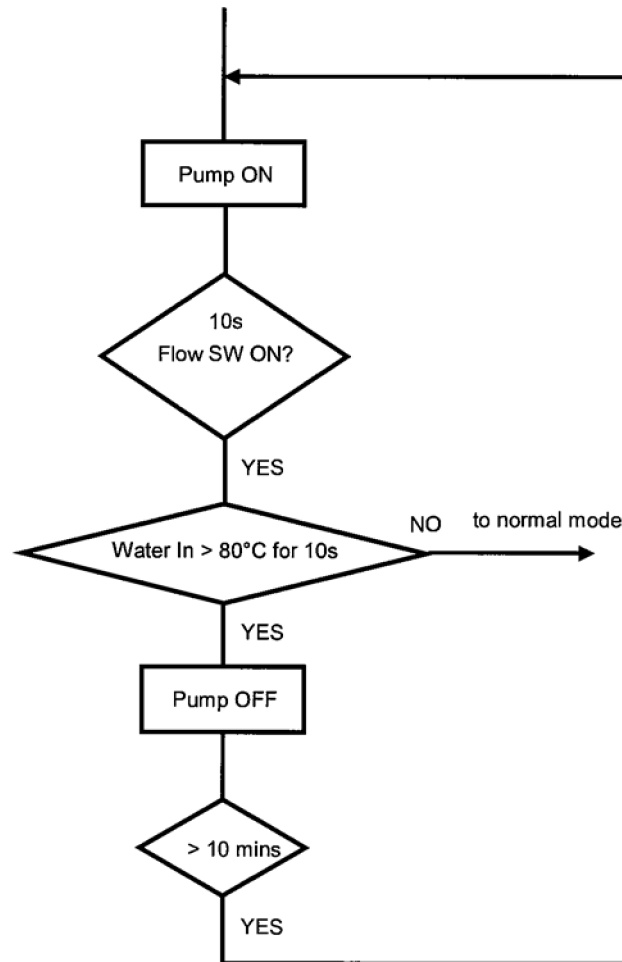 Pump ON
10s
Flow SW ON?
YES
NO to normal mode
Water In > 80°C for 10s
YES
Pump OFF
> 10 mins
YES